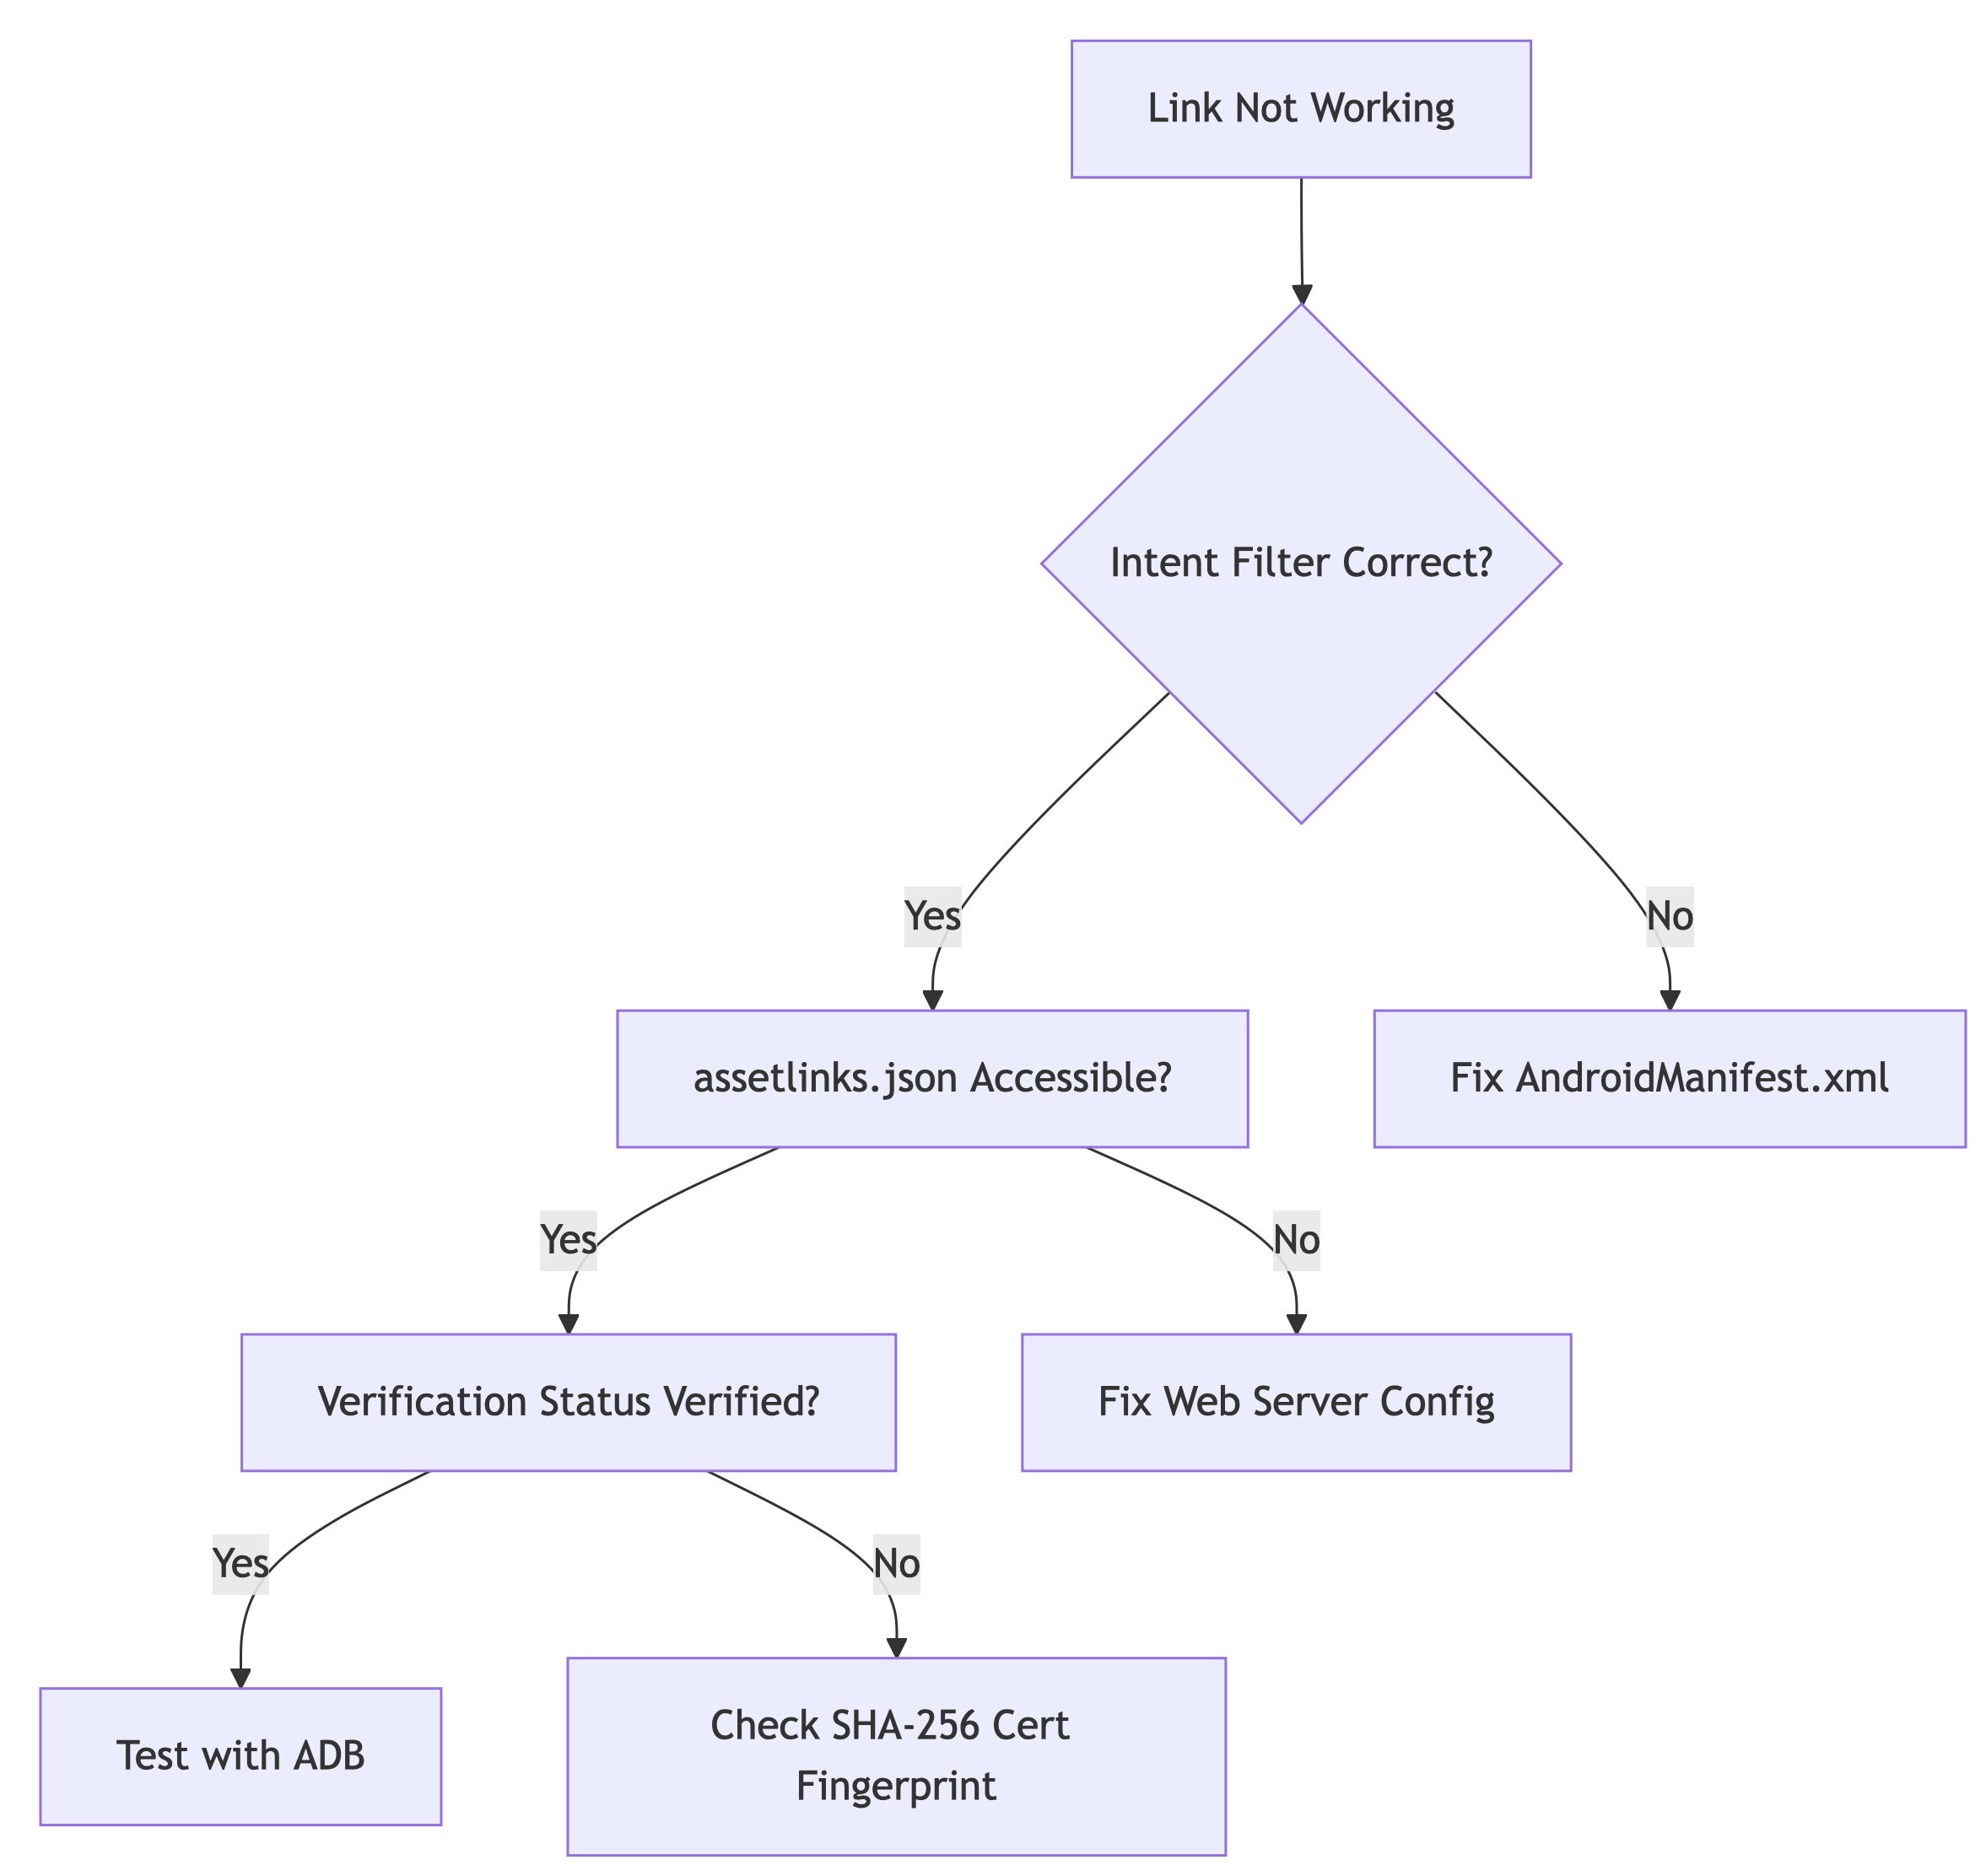 Link Not Working
Intent Filter Correct?
Yes
No
assetlinks.json Accessible?
Fix AndroidManifest.xml
Yes
No
Verification Status Verified?
Fix Web Server Config
Yes
No
Test with ADB
Check SHA-256 Cert
Fingerprint